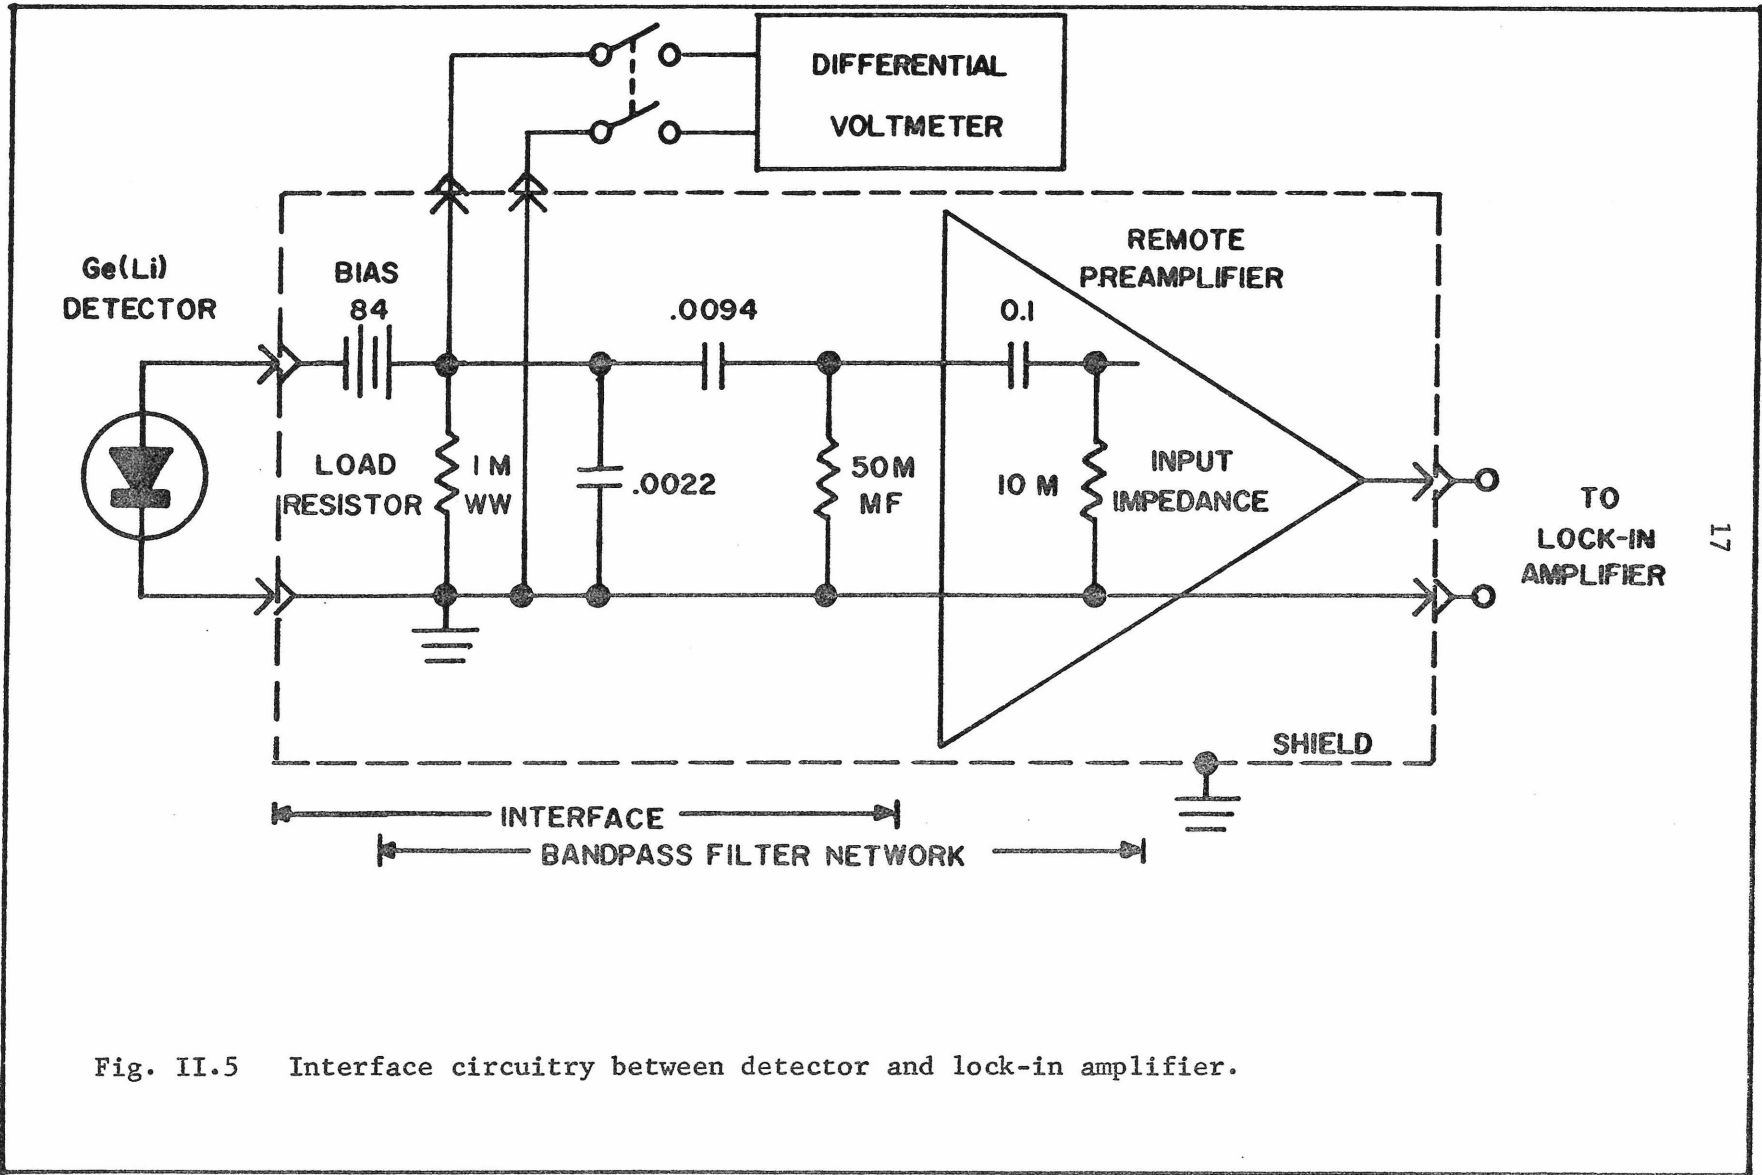 DIFFERENTIAL
VOLTMETER
Ge(Li)
DETECTOR
BIAS
84
.0094
REMOTE
PREAMPLIFIER
0.1
LOAD
RESISTOR
1 M
WW
.0022
50M
MF
10 M
INPUT
IMPEDANCE
TO
LOCK-IN
AMPLIFIER
17
SHIELD
INTERFACE
BANDPASS FILTER NETWORK
Fig. II.5 Interface circuitry between detector and lock-in amplifier.